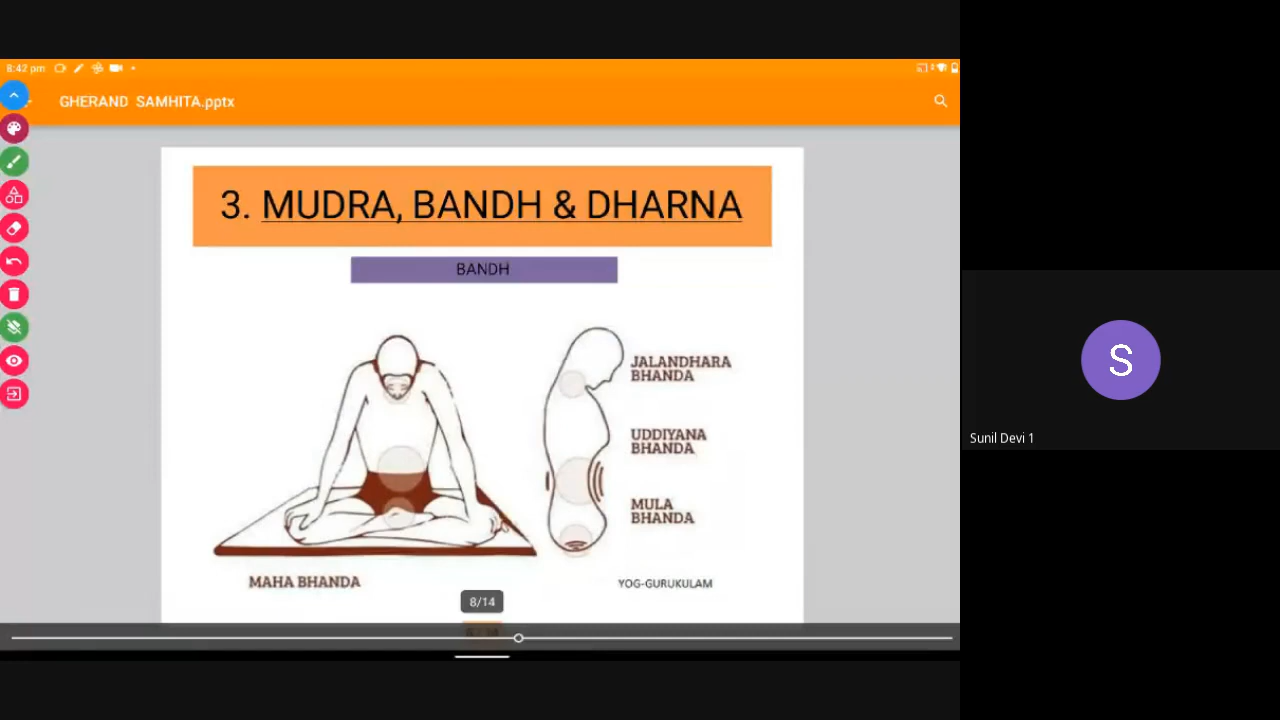 8:42 pm
GHERAND SAMHITA.pptx
3. MUDRA, BANDH & DHARNA
BANDH
JALANDHARA
BHANDA
UDDIYANA
BHANDA
MULA
BHANDA
MAHA BHANDA
YOG-GURUKULAM
8/14
S
Sunil Devi 1